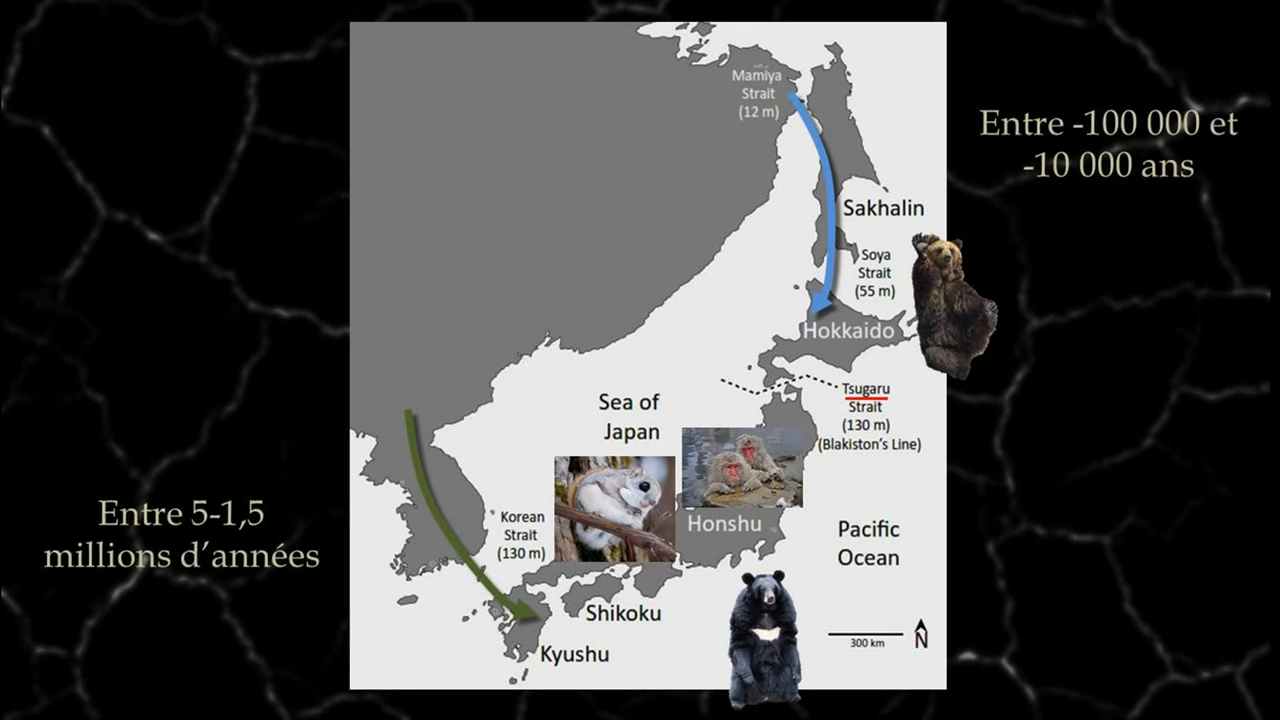 Mamiya
Strait
(12 m)
Entre -100 000 et
-10 000 ans
Sakhalin
Soya
Strait
(55 m)
Hokkaido
Tsugaru
Strait
(130 m)
(Blakiston's Line)
Sea of
Japan
Entre 5-1,5
millions d'années
Korean
Strait
(130 m)
Honshu
Pacific
Ocean
Shikoku
Kyushu
300 km
N